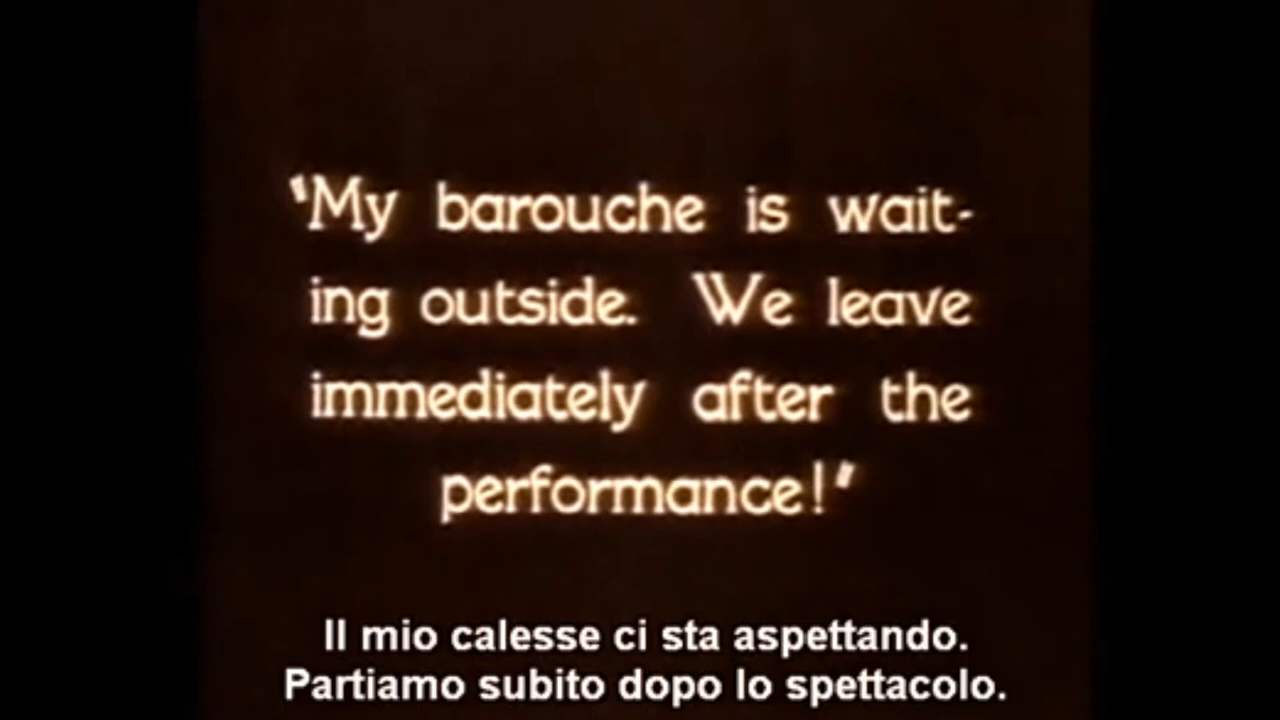 "My barouche is wait-
ing outside. We leave
immediately after the
performance!"
Il mio calesse ci sta aspettando.
Partiamo subito dopo lo spettacolo.